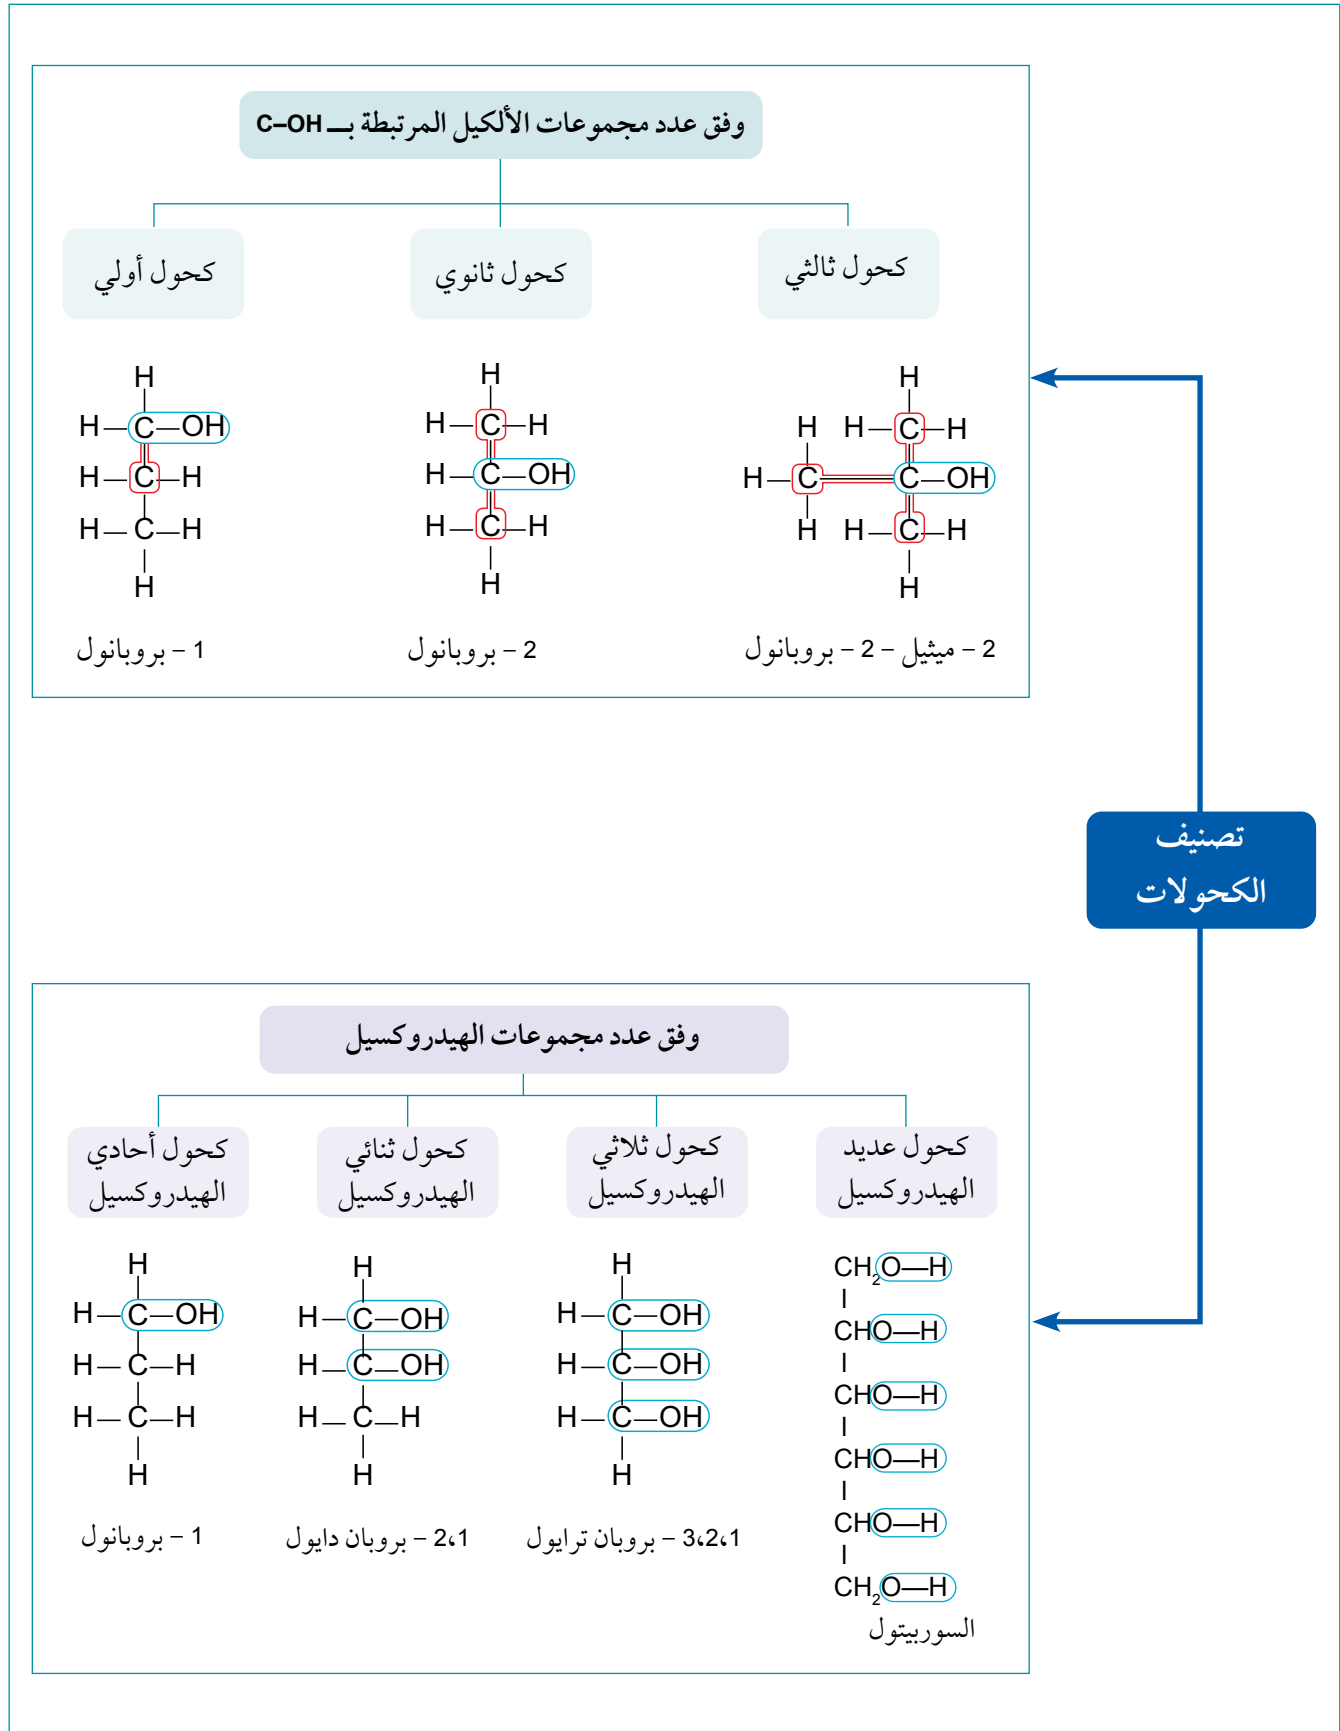 وفق عدد مجموعات الألكيل المرتبطة بـ C–OH
كحول ثالثي
كحول ثانوي
كحول أولي
H
H—C—H
H
H—C—C—OH
H
H—C—H
H
H
H—C—H
H—C—OH
H—C—H
H
H
H—C—OH
H—C—H
H—C—H
H
2 – ميثيل – 2 – بروبانول
2 – بروبانول
1 – بروبانول
تصنيف
الكحولات
وفق عدد مجموعات الهيدروكسيل
كحول عديد
الهيدروكسيل
كحول ثلاثي
الهيدروكسيل
كحول ثنائي
الهيدروكسيل
كحول أحادي
الهيدروكسيل
CH₂O—H
CHO—H
CHO—H
CHO—H
CHO—H
CH₂O—H
السوربيتول
H
H—C—OH
H—C—OH
H—C—OH
H
3،2،1 – بروبان ترايول
H
H—C—OH
H—C—OH
H—C—H
H
2،1 – بروبان دايول
H
H—C—OH
H—C—H
H—C—H
H
1 – بروبانول